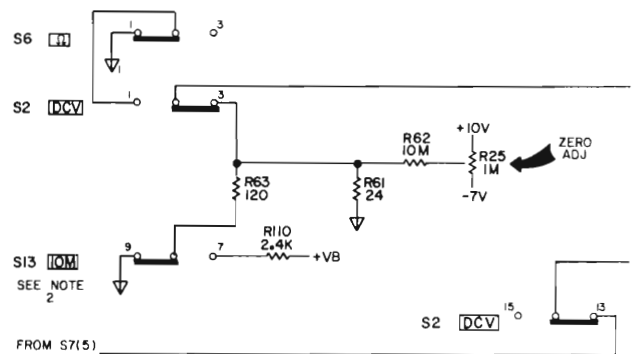 S6 Ω
1
3
1
S2 DCV
1
3
R62
10M
+10V
R25
1M
-7V
ZERO
ADJ
R63
120
R61
24
S13 10M
SEE NOTE
2
9
7
R110
2.4K
+VB
S2 DCV
15
13
FROM S7(5)